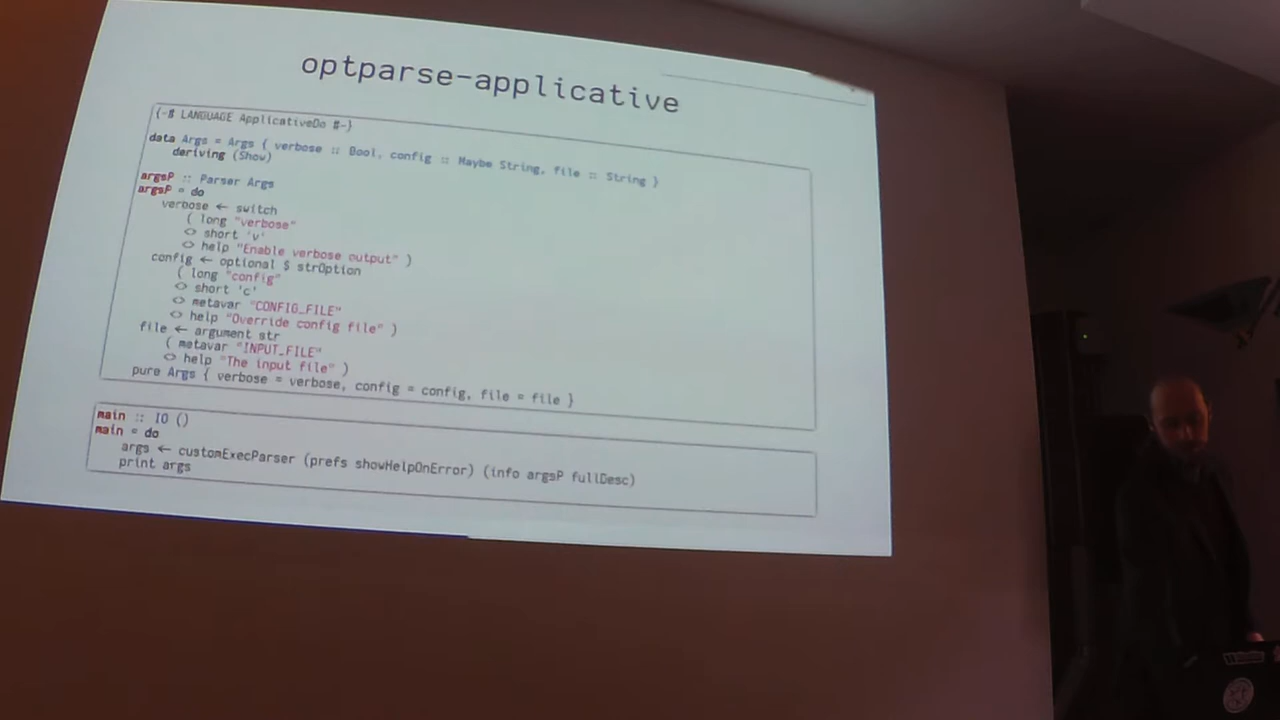 optparse-applicative
{-# LANGUAGE ApplicativeDo #-}
data Args = Args { verbose :: Bool, config :: Maybe String, file :: String }
deriving (Show)
argsP :: Parser Args
argsP = do
verbose ← switch
( long "verbose"
<> short 'v'
<> help "Enable verbose output" )
config ← optional $ strOption
( long "config"
<> short 'c'
<> metavar "CONFIG_FILE"
<> help "Override config file" )
file ← argument str
( metavar "INPUT_FILE"
<> help "The input file" )
pure Args { verbose = verbose, config = config, file = file }
main :: IO ()
main = do
args ← customExecParser (prefs showHelpOnError) (info argsP fullDesc)
print args